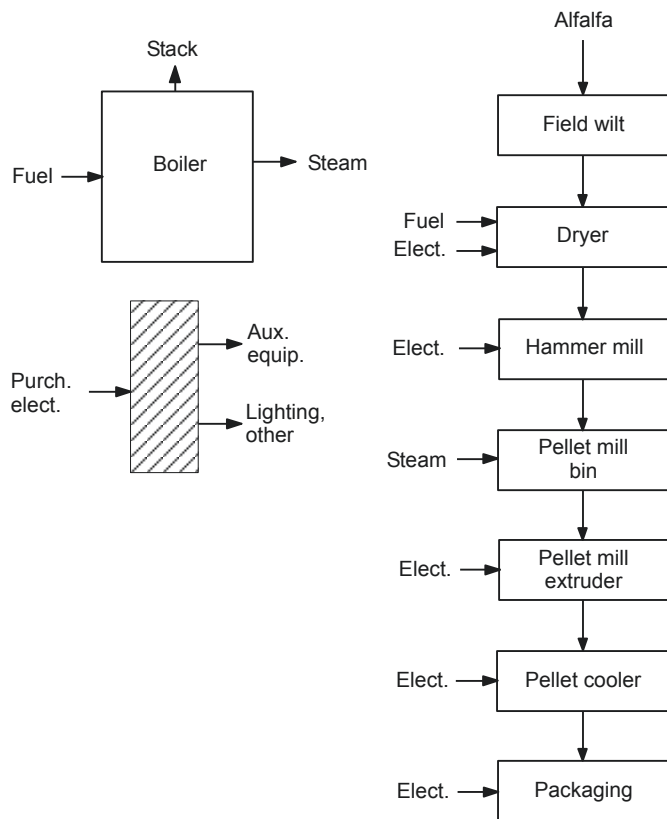 Stack
Boiler
Fuel
Steam
Purch.
elect.
Aux.
equip.
Lighting,
other
Alfalfa
Field wilt
Fuel
Elect.
Dryer
Elect.
Hammer mill
Steam
Pellet mill
bin
Elect.
Pellet mill
extruder
Elect.
Pellet cooler
Elect.
Packaging